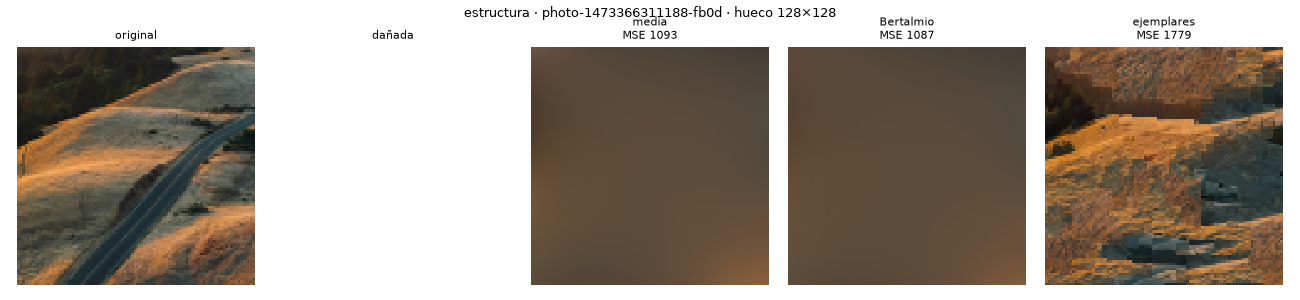 estructura · photo-1473366311188-fb0d · hueco 128×128
original
dañada
media
MSE 1093
Bertalmio
MSE 1087
ejemplares
MSE 1779